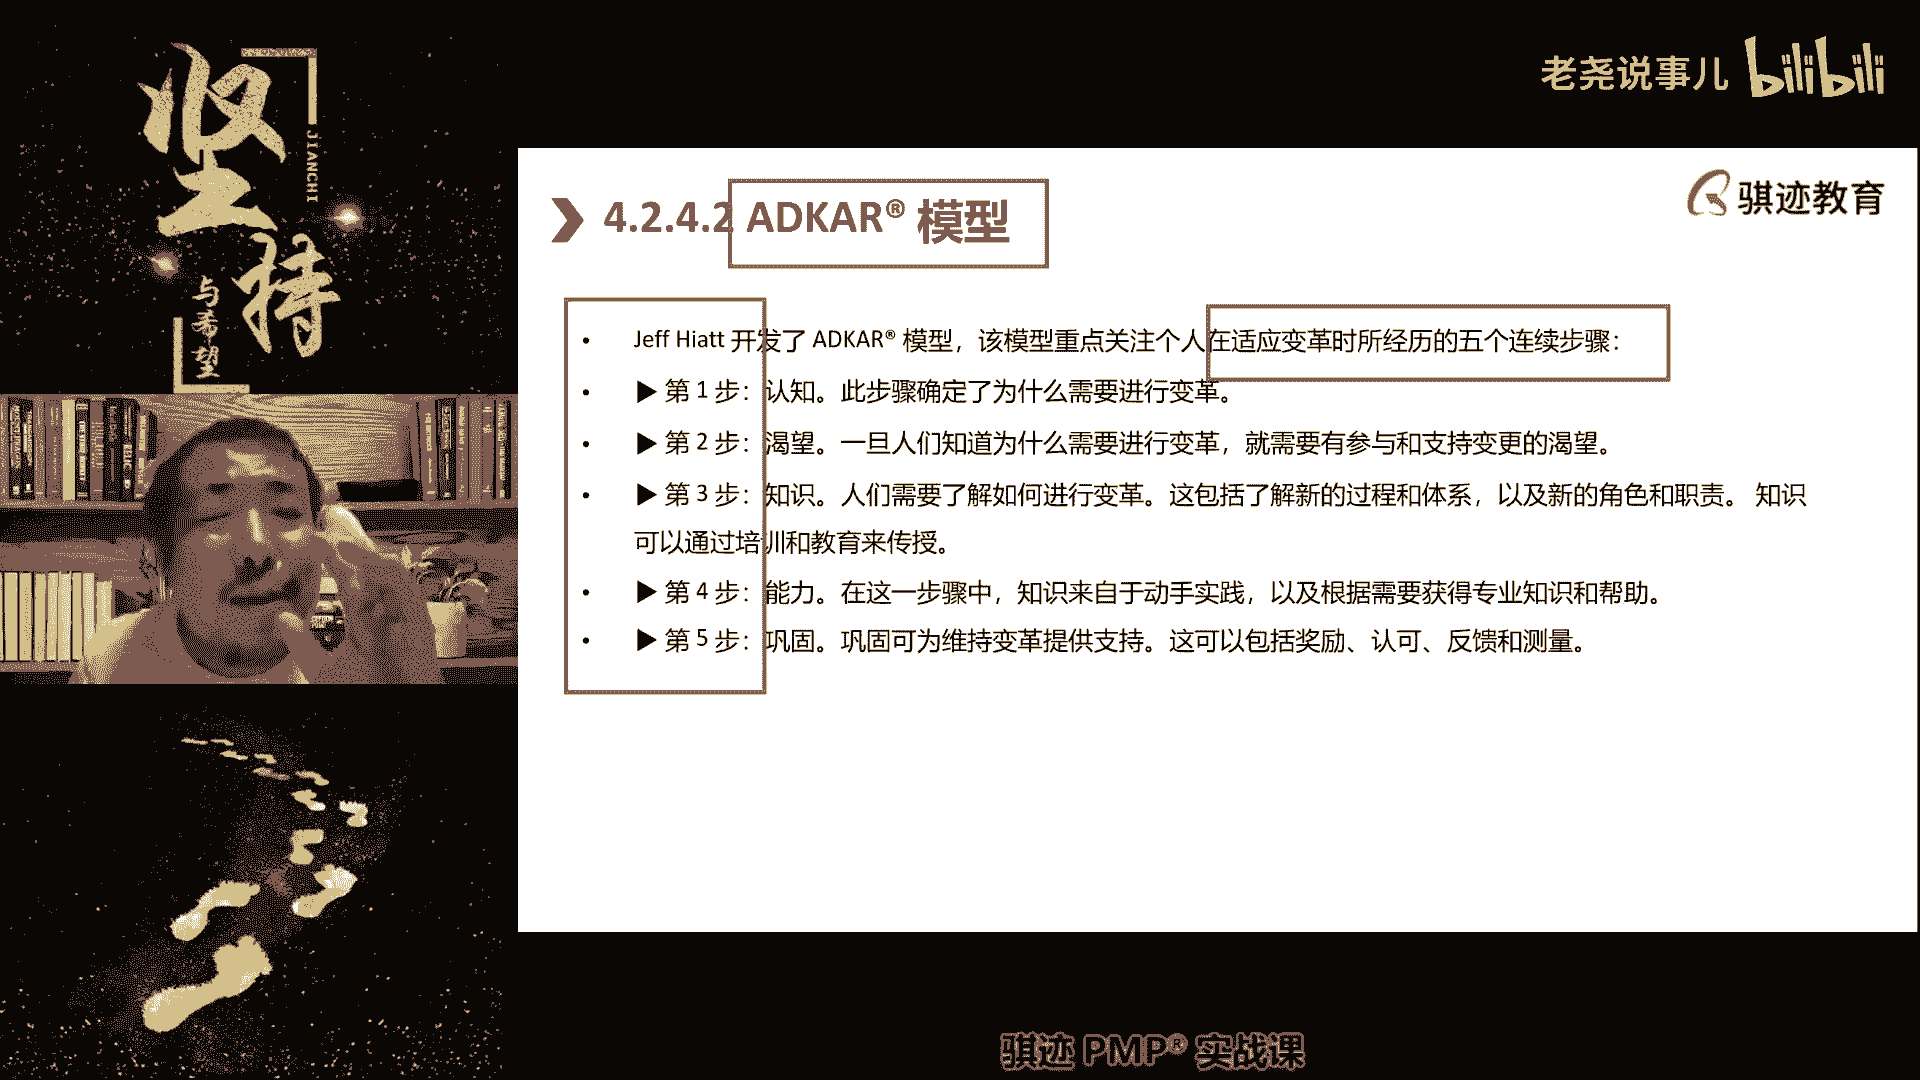 坚持
JIANCHI
与希望
老尧说事儿 bilibili
骐迹教育
4.2.4.2 ADKAR® 模型
• Jeff Hiatt 开发了 ADKAR® 模型，该模型重点关注个人在适应变革时所经历的五个连续步骤：
• ▶ 第 1 步：认知。此步骤确定了为什么需要进行变革。
• ▶ 第 2 步：渴望。一旦人们知道为什么需要进行变革，就需要有参与和支持变更的渴望。
• ▶ 第 3 步：知识。人们需要了解如何进行变革。这包括了解新的过程和体系，以及新的角色和职责。 知识
可以通过培训和教育来传授。
• ▶ 第 4 步：能力。在这一步骤中，知识来自于动手实践，以及根据需要获得专业知识和帮助。
• ▶ 第 5 步：巩固。巩固可为维持变革提供支持。这可以包括奖励、认可、反馈和测量。
骐迹 PMP® 实战课